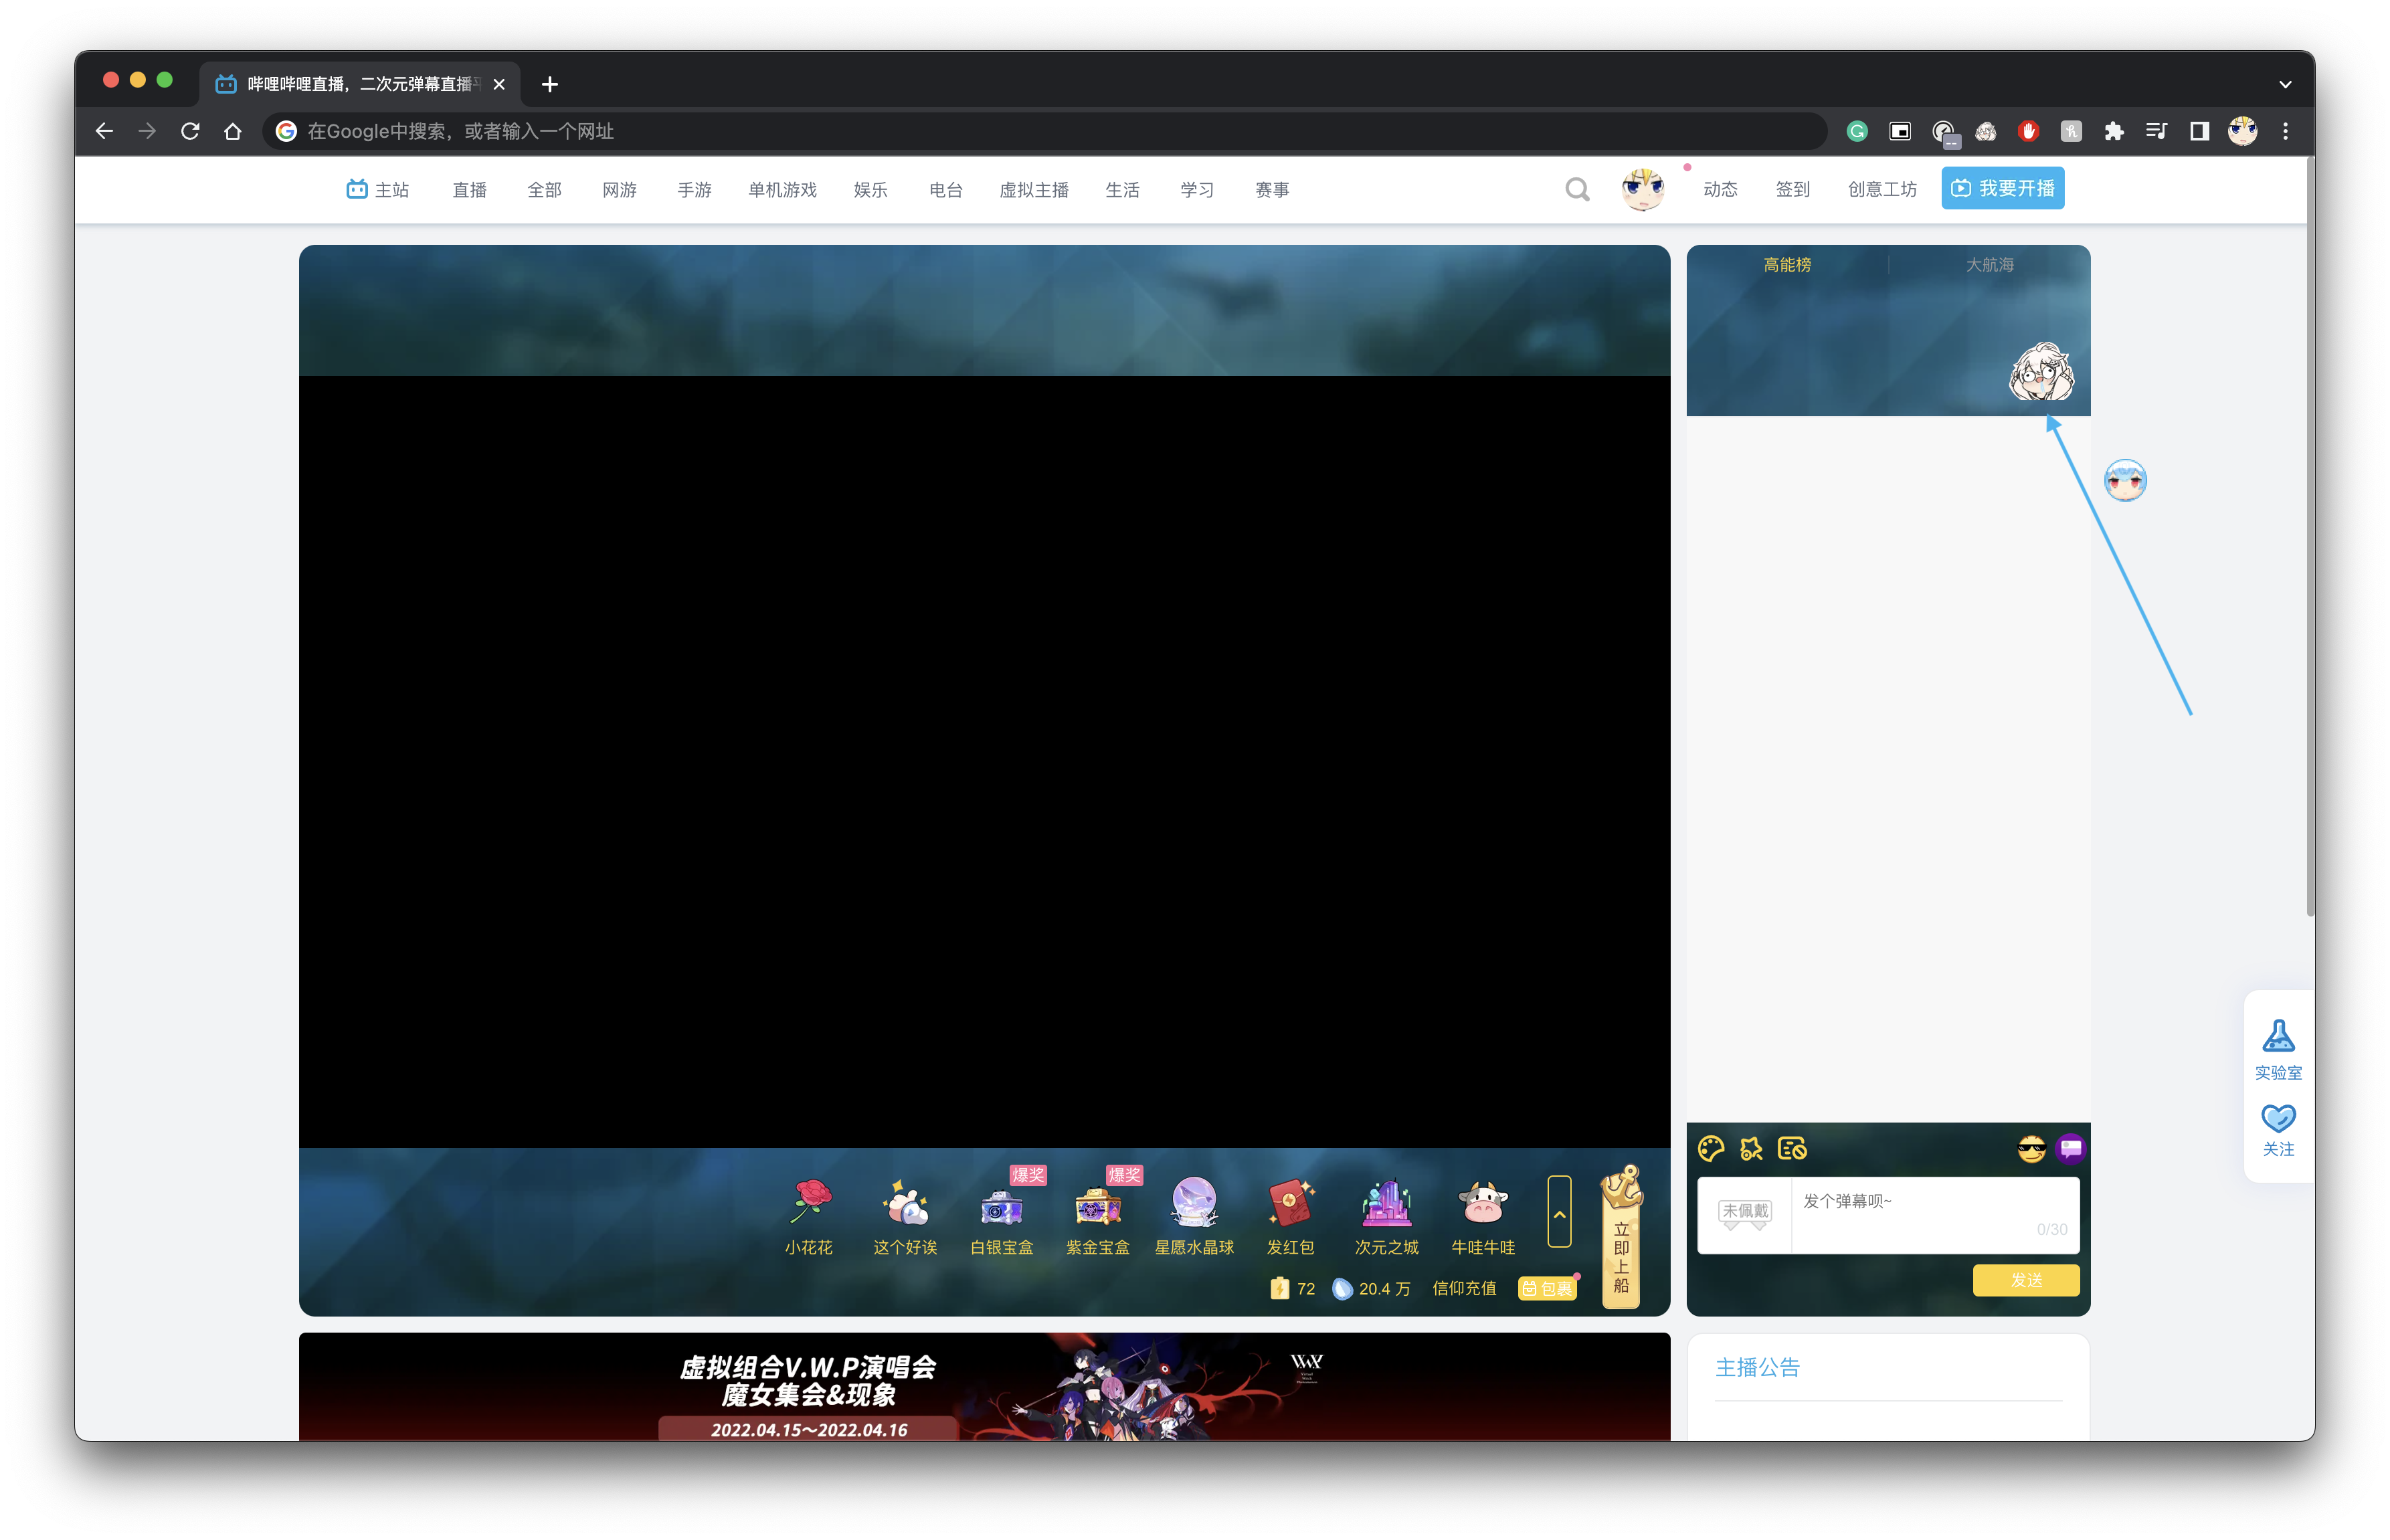 哔哩哔哩直播，二次元弹幕直播
在Google中搜索，或者输入一个网址
主站 直播 全部 网游 手游 单机游戏 娱乐 电台 虚拟主播 生活 学习 赛事 动态 签到 创意工坊 我要开播
高能榜 大航海
爆奖 爆奖
小花花 这个好诶 白银宝盒 紫金宝盒 星愿水晶球 发红包 次元之城 牛哇牛哇
立即上船
72 20.4 万 信仰充值 包裹
未佩戴 发个弹幕呗~
0/30
发送
实验室
关注
虚拟组合V.W.P演唱会
魔女集会&现象
2022.04.15～2022.04.16
主播公告